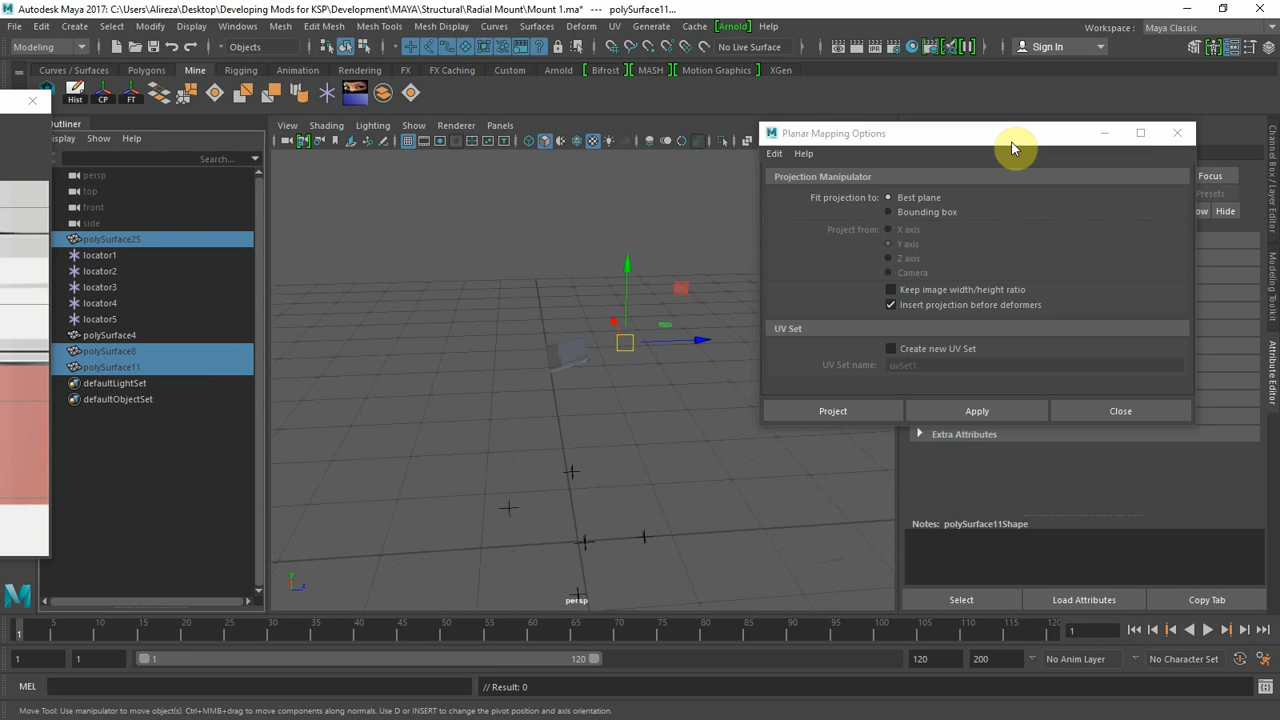 Autodesk Maya 2017: C:\Users\Alireza\Desktop\Developing Mods for KSP\Development\MAYA\Structural\Radial Mount\Mount 1.ma* --- polySurface11...
File Edit Create Select Modify Display Windows Mesh Edit Mesh Mesh Tools Mesh Display Curves Surfaces Deform UV Generate Cache [Arnold] Help
Workspace : Maya Classic
Modeling Objects No Live Surface Sign In
Curves / Surfaces Polygons Mine Rigging Animation Rendering FX FX Caching Custom Arnold Bifrost MASH Motion Graphics XGen
Hist CP FT
Outliner
isplay Show Help
Search...
View Shading Lighting Show Renderer Panels
persp
top
front
side
polySurface25
locator1
locator2
locator3
locator4
locator5
polySurface4
polySurface8
polySurface11
defaultLightSet
defaultObjectSet
persp
Planar Mapping Options
Edit Help
Projection Manipulator
Fit projection to: Best plane
Bounding box
Project from: X axis
Y axis
Z axis
Camera
Keep image width/height ratio
Insert projection before deformers
UV Set
Create new UV Set
UV Set name: uvSet1
Project Apply Close
Focus
Presets
ow Hide
Extra Attributes
Notes: polySurface11Shape
Select Load Attributes Copy Tab
Channel Box / Layer Editor
Modeling Toolkit
Attribute Editor
1 5 10 15 20 25 30 35 40 45 50 55 60 65 70 75 80 85 90 95 100 105 110 115 120 1
1 1 1 120 120 200 No Anim Layer No Character Set
MEL // Result: 0
Move Tool: Use manipulator to move object(s). Ctrl+MMB+drag to move components along normals. Use D or INSERT to change the pivot position and axis orientation.